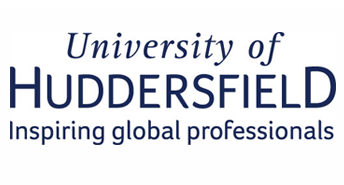 University of
HUDDERSFIELD
Inspiring global professionals